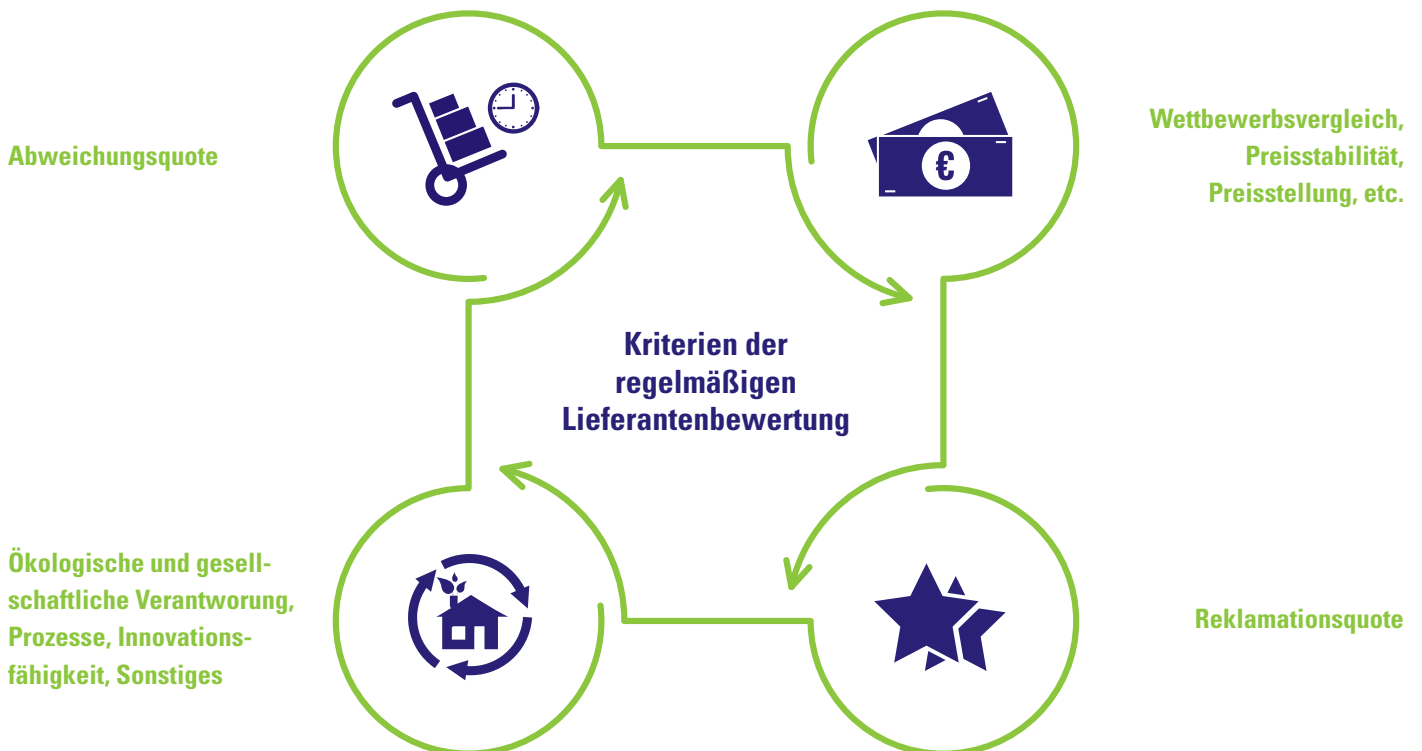 Abweichungsquote
Wettbewerbsvergleich,
Preisstabilität,
Preisstellung, etc.
€
Kriterien der
regelmäßigen
Lieferantenbewertung
Ökologische und gesell-
schaftliche Verantworung,
Prozesse, Innovations-
fähigkeit, Sonstiges
Reklamationsquote